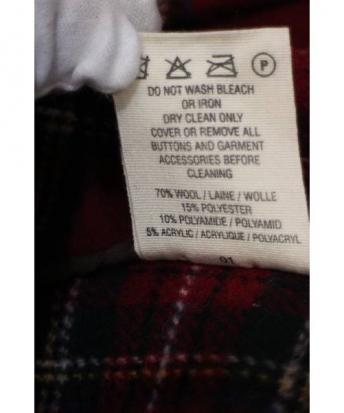 P
DO NOT WASH BLEACH
OR IRON
DRY CLEAN ONLY
COVER OR REMOVE ALL
BUTTONS AND GARMENT
ACCESSORIES BEFORE
CLEANING
70% WOOL / LAINE / WOLLE
15% POLYESTER
10% POLYAMIDE / POLYAMID
5% ACRYLIC / ACRYLIQUE / POLYACRYL